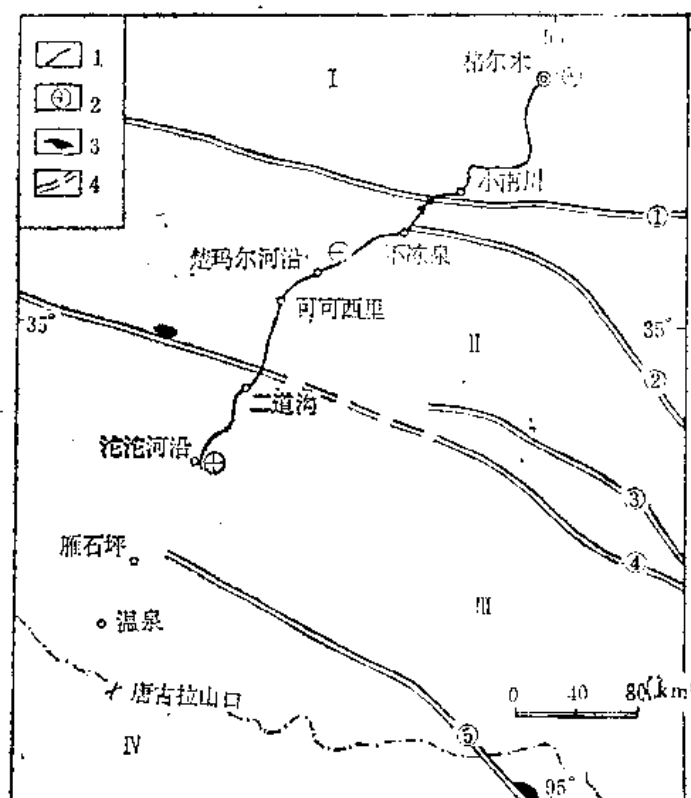 1
2
3
4
I
格尔木
小南川
①
楚玛尔河沿
不冻泉
可可西里
35°
35°
II
②
二道沟
沱沱河沿
③
④
雁石坪
III
温泉
唐古拉山口
0 40 80(km)
⑤
IV
95°